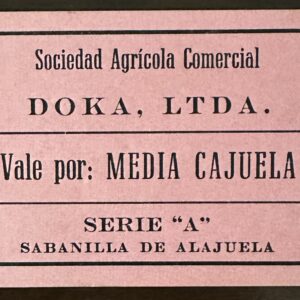 Sociedad Agrícola Comercial
DOKA, LTDA.
Vale por: MEDIA CAJUELA
SERIE "A"
SABANILLA DE ALAJUELA